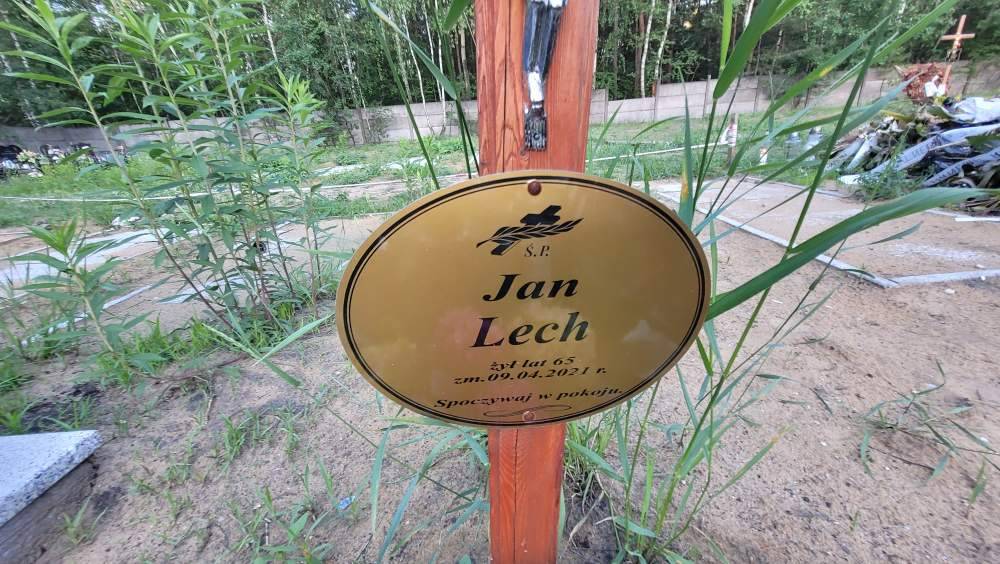 Ś.P.
Jan
Lech
żył lat 65
zm.09.04.2021 r.
Spoczywaj w pokoju.